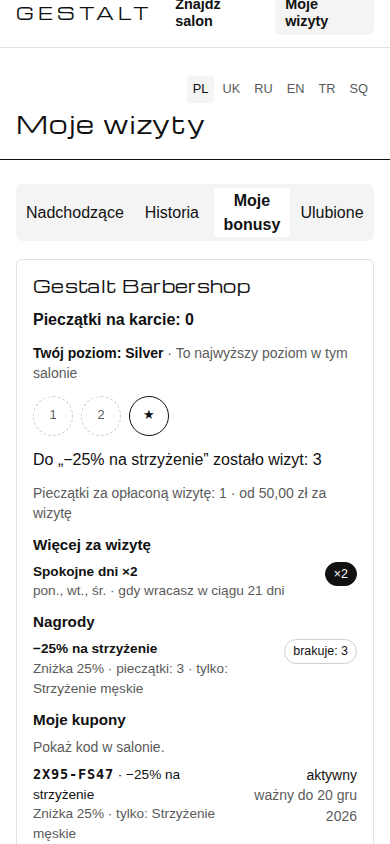 GESTALT
Znajdź
salon
Moje
wizyty
PL UK RU EN TR SQ
Moje wizyty
Nadchodzące Historia Moje
bonusy Ulubione
Gestalt Barbershop
Pieczątki na karcie: 0
Twój poziom: Silver · To najwyższy poziom w tym
salonie
1 2 ★
Do „−25% na strzyżenie” zostało wizyt: 3
Pieczątki za opłaconą wizytę: 1 · od 50,00 zł za
wizytę
Więcej za wizytę
Spokojne dni ×2
×2
pon., wt., śr. · gdy wracasz w ciągu 21 dni
Nagrody
−25% na strzyżenie
brakuje: 3
Zniżka 25% · pieczątki: 3 · tylko:
Strzyżenie męskie
Moje kupony
Pokaż kod w salonie.
2X95-FS47 · −25% na
strzyżenie
Zniżka 25% · tylko: Strzyżenie
męskie
aktywny
ważny do 20 gru
2026